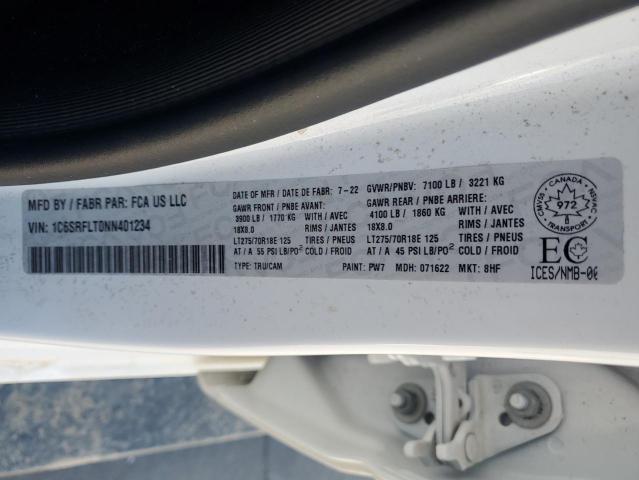 MFD BY / FABR PAR: FCA US LLC
VIN: 1C6SRFLT0NN401234
DATE OF MFR / DATE DE FABR: 7-22
GAWR FRONT / PNBE AVANT:
3900 LB / 1770 KG
RIMS / JANTES
18X8.0
TIRES / PNEUS
LT275/70R18E 125
AT / A 55 PSI LB/PO² COLD / FROID
TYPE: TRU/CAM
GVWR/PNBV: 7100 LB / 3221 KG
GAWR REAR / PNBE ARRIERE:
4100 LB / 1860 KG
RIMS / JANTES
18X8.0
TIRES / PNEUS
LT275/70R18E 125
AT / A 45 PSI LB/PO² COLD / FROID
PAINT: PW7 MDH: 071622 MKT: 8HF
CMVSS CANADA NSVAC
972
TRANSPORT
EC
ICES/NMB-00